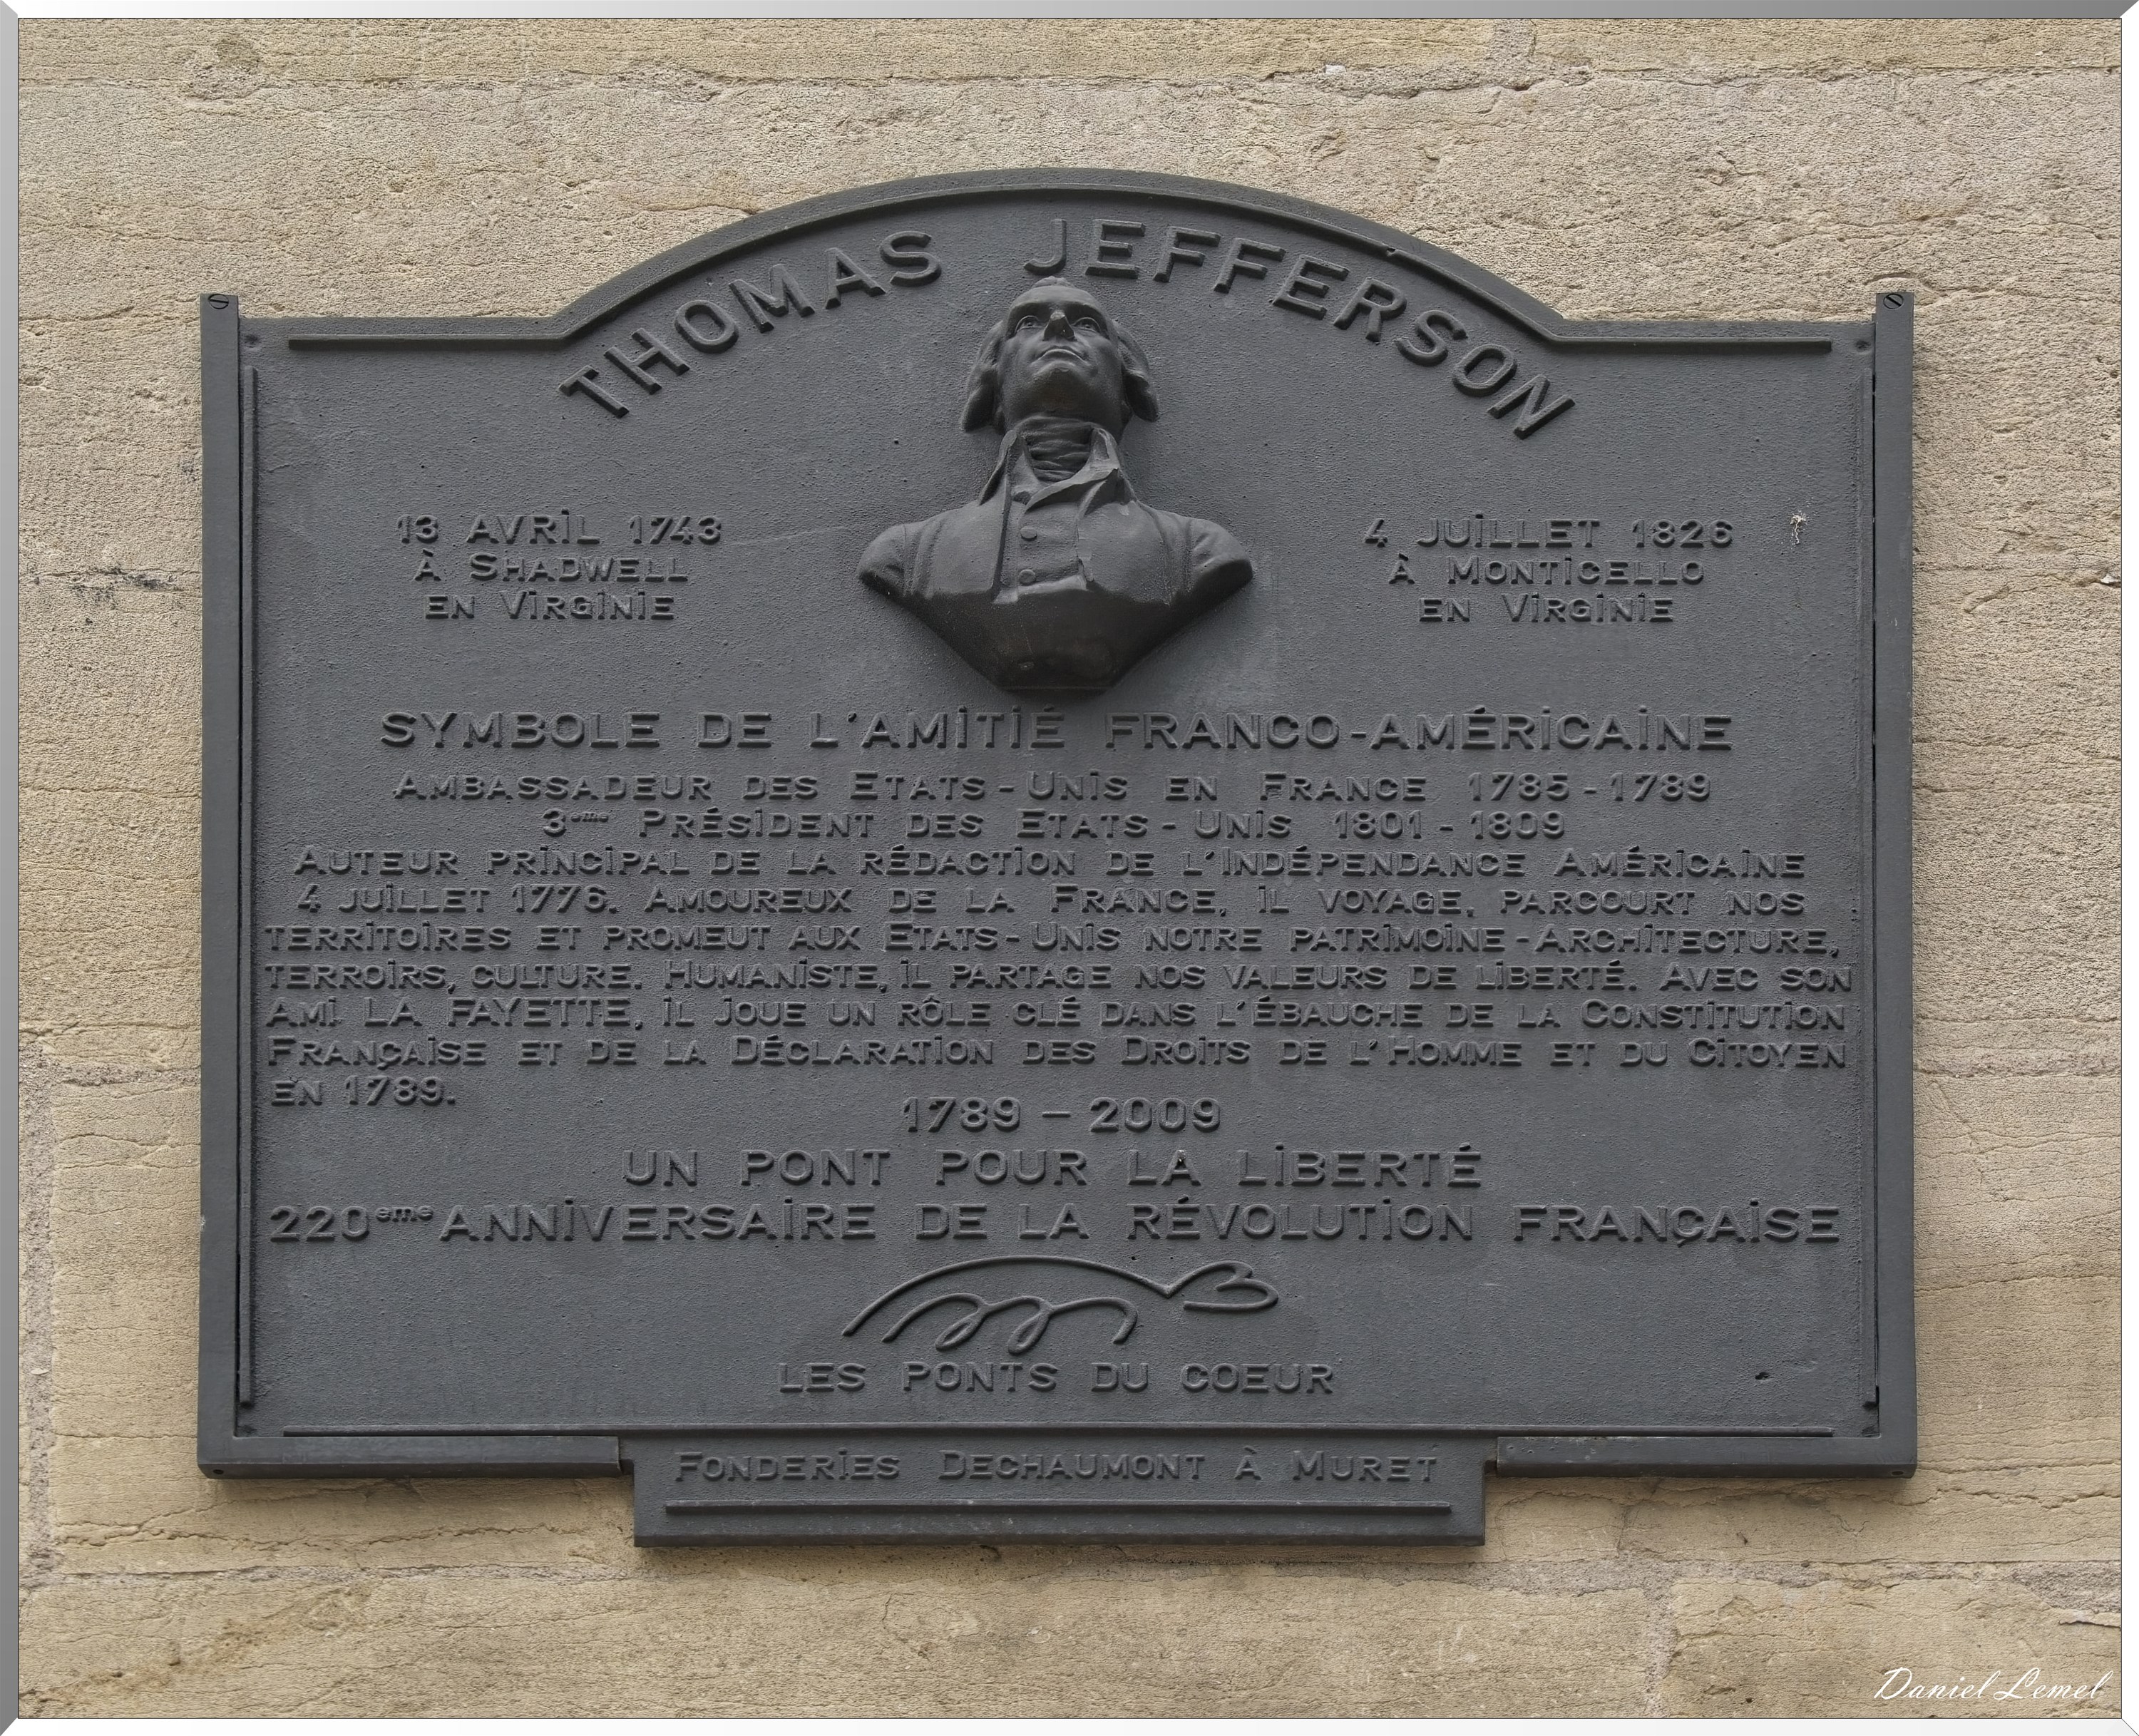 THOMAS JEFFERSON
13 AVRIL 1743
À SHADWELL
EN VIRGINIE
4 JUILLET 1826
À MONTICELLO
EN VIRGINIE
SYMBOLE DE L'AMITIÉ FRANCO-AMÉRICAINE
AMBASSADEUR DES ETATS-UNIS EN FRANCE 1785-1789
3eme PRÉSIDENT DES ETATS-UNIS 1801-1809
AUTEUR PRINCIPAL DE LA RÉDACTION DE L'INDÉPENDANCE AMÉRICAINE
4 JUILLET 1776. AMOUREUX DE LA FRANCE, IL VOYAGE, PARCOURT NOS
TERRITOIRES ET PROMEUT AUX ETATS-UNIS NOTRE PATRIMOINE-ARCHITECTURE,
TERROIRS, CULTURE. HUMANISTE, IL PARTAGE NOS VALEURS DE LIBERTÉ. AVEC SON
AMI LA FAYETTE, IL JOUE UN RÔLE CLÉ DANS L'ÉBAUCHE DE LA CONSTITUTION
FRANÇAISE ET DE LA DÉCLARATION DES DROITS DE L'HOMME ET DU CITOYEN
EN 1789.
1789 – 2009
UN PONT POUR LA LIBERTÉ
220eme ANNIVERSAIRE DE LA RÉVOLUTION FRANÇAISE
LES PONTS DU COEUR
FONDERIES DECHAUMONT À MURET
Daniel Lemel